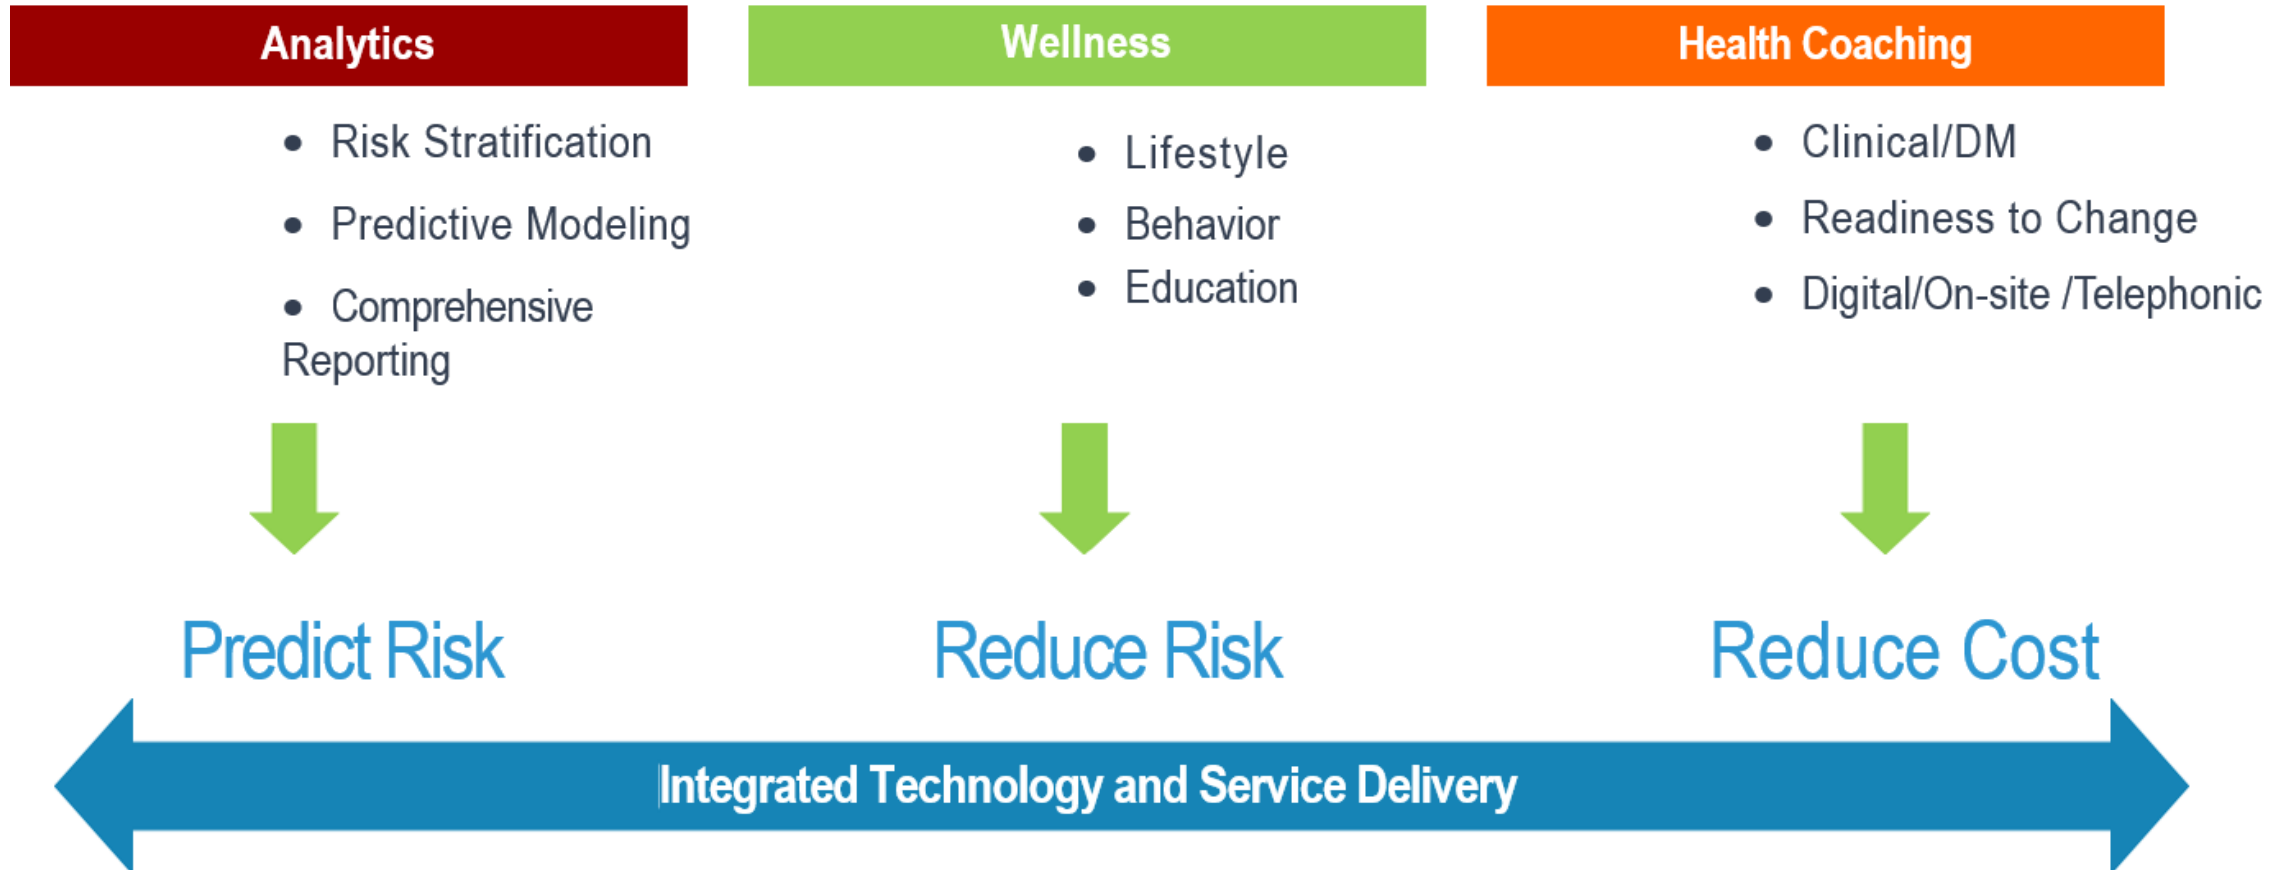 Analytics
Wellness
Health Coaching
• Risk Stratification
• Predictive Modeling
• Comprehensive
Reporting
• Lifestyle
• Behavior
• Education
• Clinical/DM
• Readiness to Change
• Digital/On-site /Telephonic
Predict Risk
Reduce Risk
Reduce Cost
Integrated Technology and Service Delivery